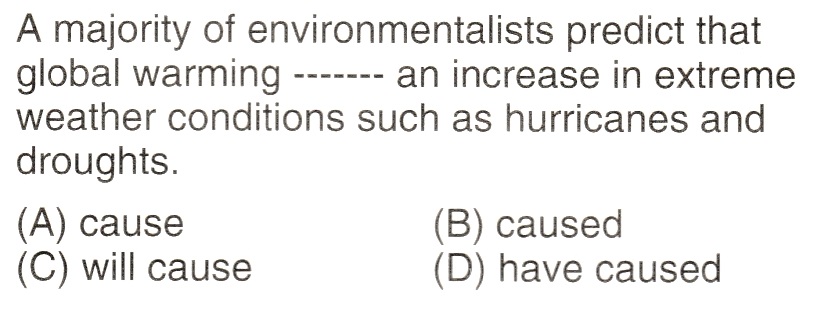 A majority of environmentalists predict that
global warming ------- an increase in extreme
weather conditions such as hurricanes and
droughts.
(A) cause (B) caused
(C) will cause (D) have caused